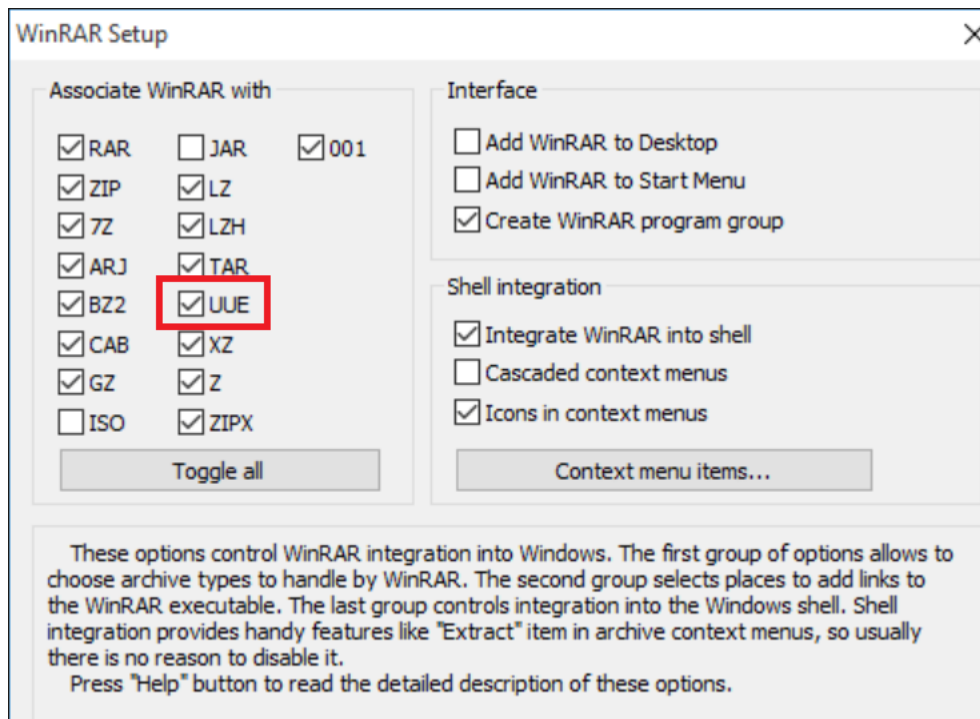 WinRAR Setup
Associate WinRAR with
RAR JAR 001
ZIP LZ
7Z LZH
ARJ TAR
BZ2 UUE
CAB XZ
GZ Z
ISO ZIPX
Toggle all
Interface
Add WinRAR to Desktop
Add WinRAR to Start Menu
Create WinRAR program group
Shell integration
Integrate WinRAR into shell
Cascaded context menus
Icons in context menus
Context menu items...
These options control WinRAR integration into Windows. The first group of options allows to
choose archive types to handle by WinRAR. The second group selects places to add links to
the WinRAR executable. The last group controls integration into the Windows shell. Shell
integration provides handy features like "Extract" item in archive context menus, so usually
there is no reason to disable it.
Press "Help" button to read the detailed description of these options.